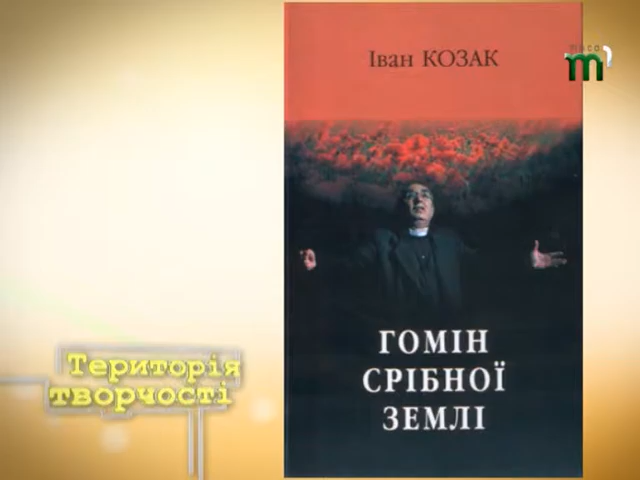 Іван КОЗАК
ГОМІН
СРІБНОЇ
ЗЕМЛІ
Територія
творчості